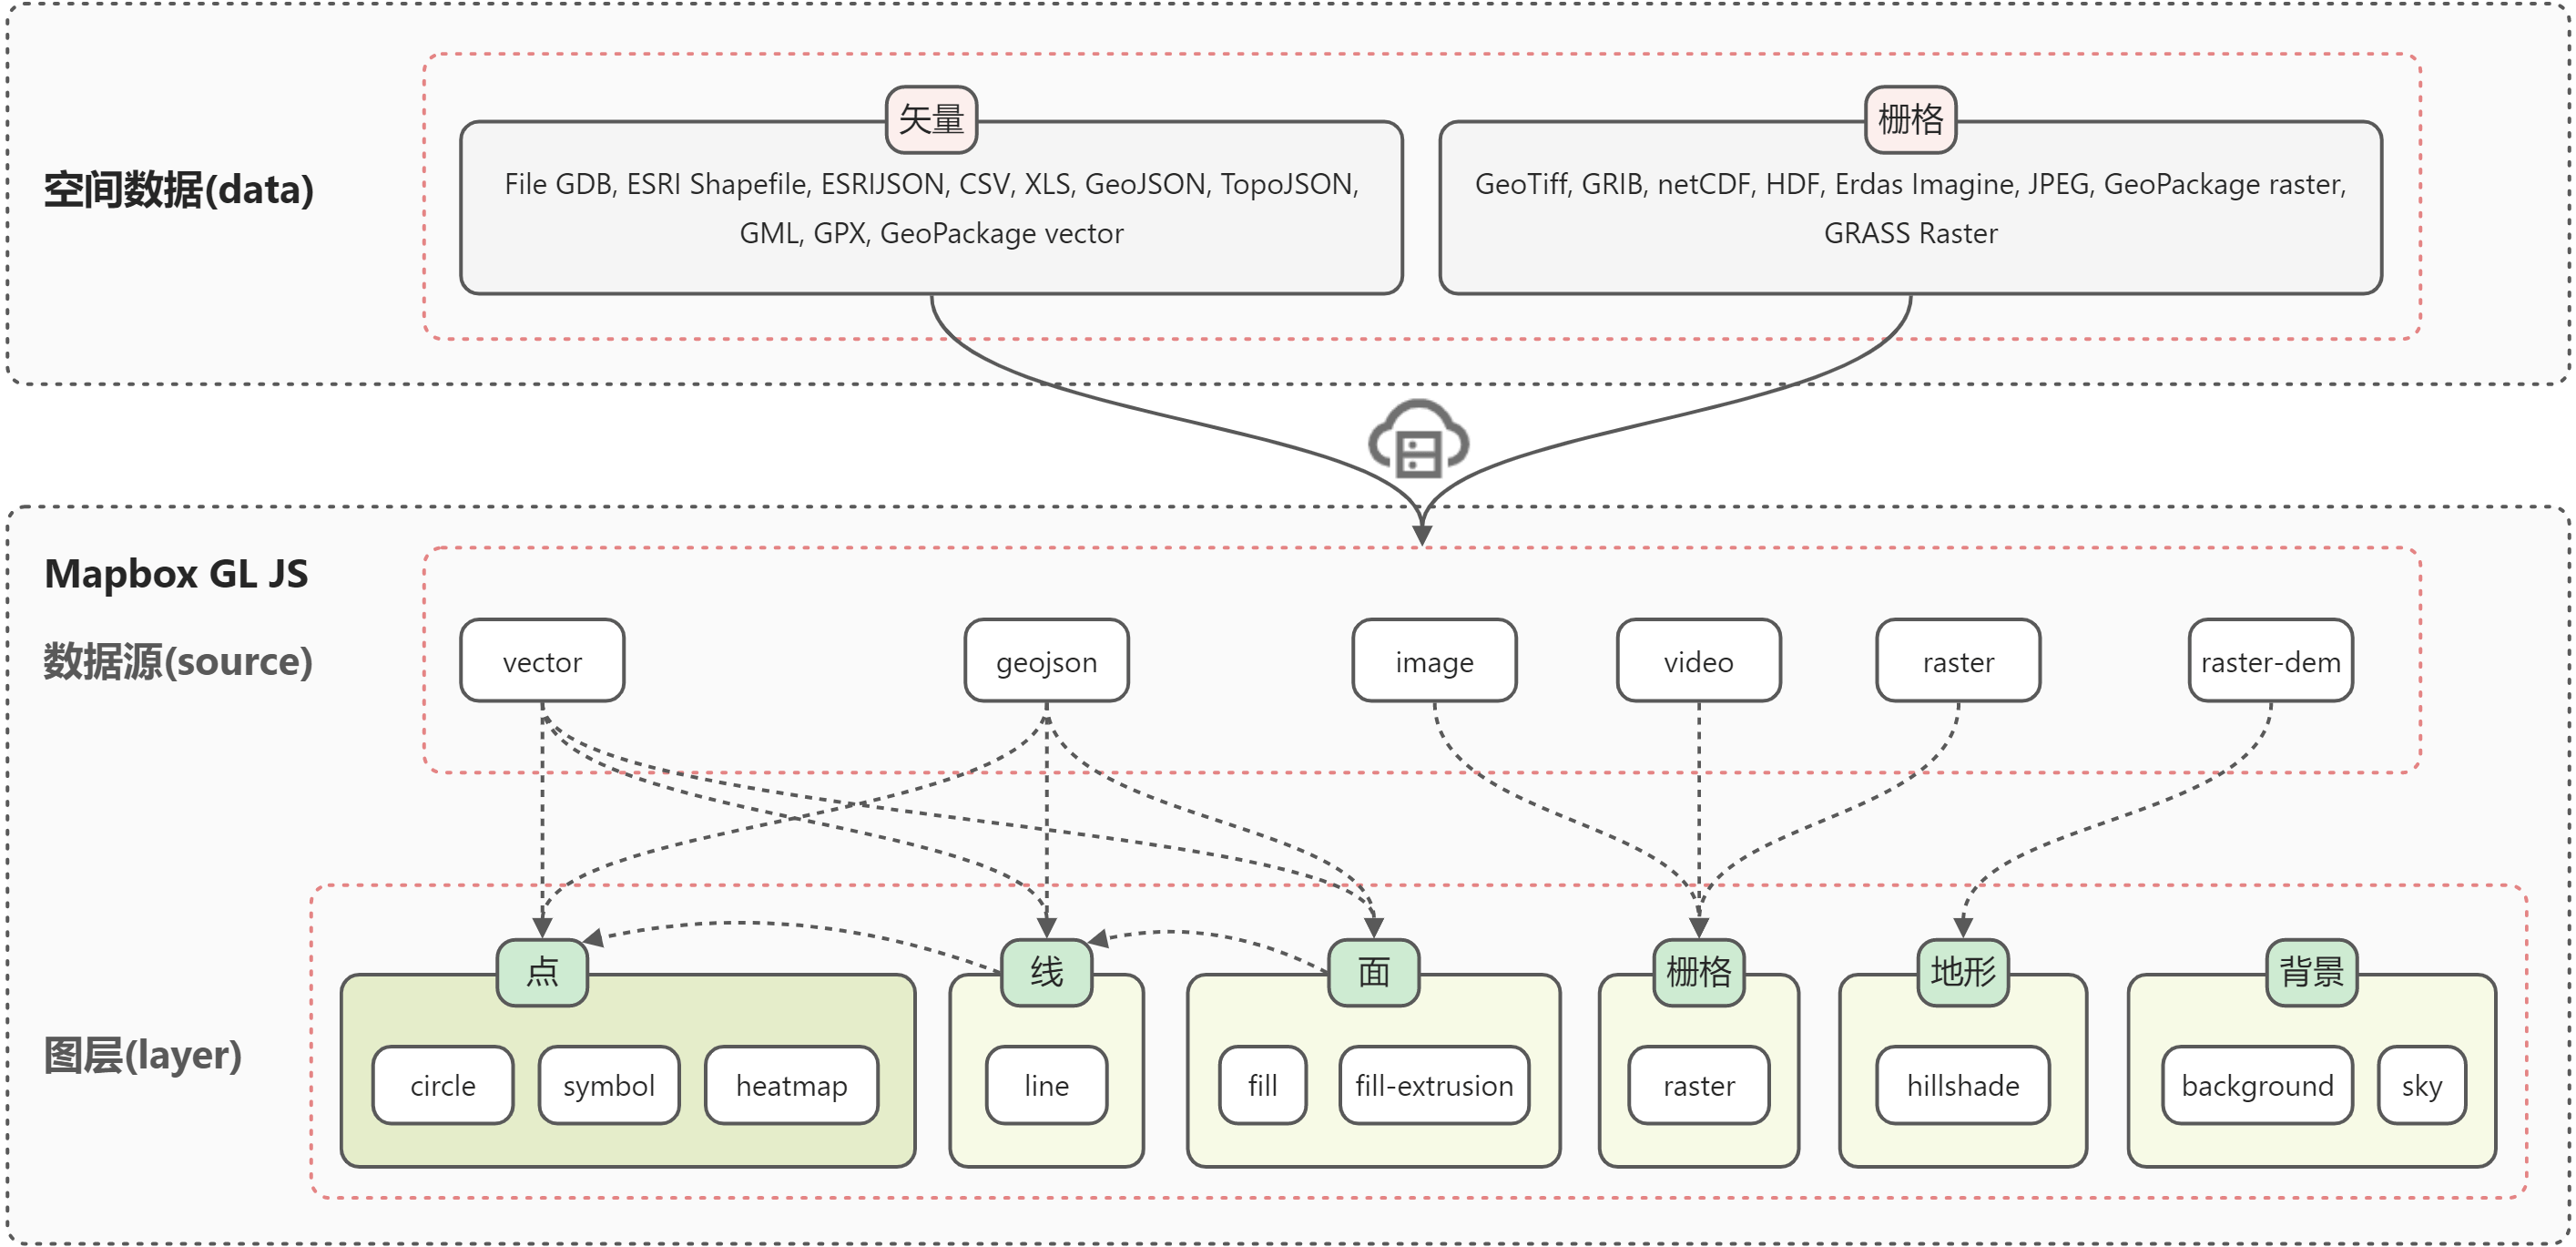 矢量
栅格
空间数据(data)
File GDB, ESRI Shapefile, ESRIJSON, CSV, XLS, GeoJSON, TopoJSON,
GML, GPX, GeoPackage vector
GeoTiff, GRIB, netCDF, HDF, Erdas Imagine, JPEG, GeoPackage raster,
GRASS Raster
Mapbox GL JS
数据源(source)
vector
geojson
image
video
raster
raster-dem
点
线
面
栅格
地形
背景
图层(layer)
circle
symbol
heatmap
line
fill
fill-extrusion
raster
hillshade
background
sky